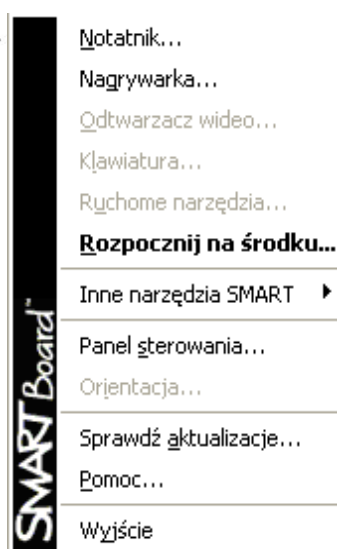 Notatnik...
Nagrywarka...
Odtwarzacz wideo...
Klawiatura...
Ruchome narzędzia...
Rozpocznij na środku...
Inne narzędzia SMART
Panel sterowania...
Orientacja...
Sprawdź aktualizacje...
Pomoc...
Wyjście
SMART Board™